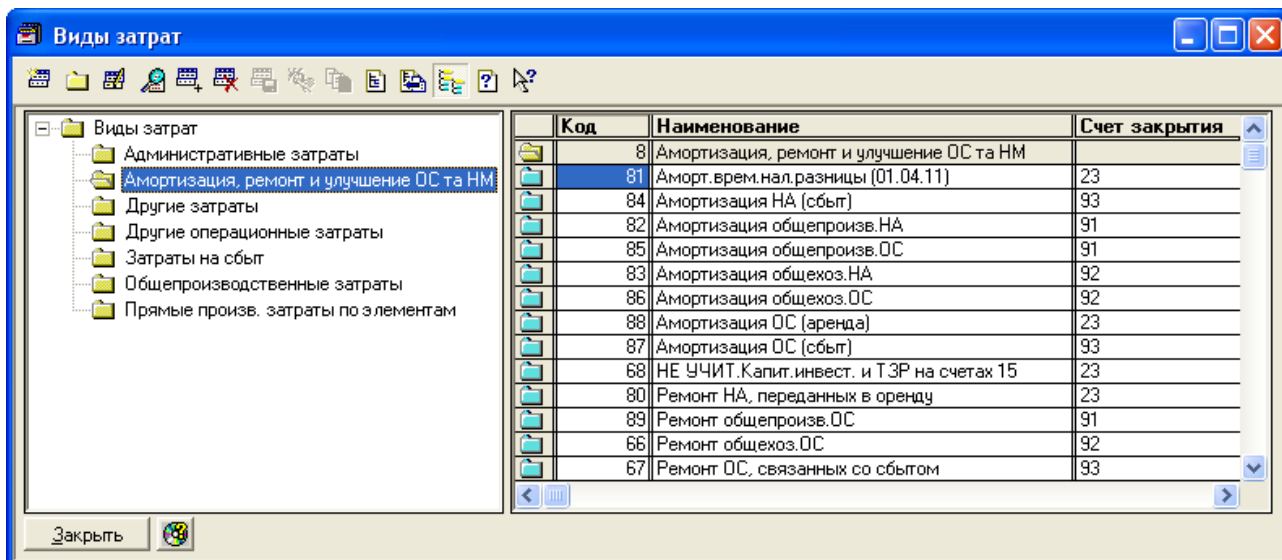 Виды затрат
Виды затрат
Административные затраты
Амортизация, ремонт и улучшение ОС та НМ
Другие затраты
Другие операционные затраты
Затраты на сбыт
Общепроизводственные затраты
Прямые произв. затраты по элементам
Код Наименование Счет закрытия
8 Амортизация, ремонт и улучшение ОС та НМ
81 Аморт.врем.нал.разницы (01.04.11) 23
84 Амортизация НА (сбыт) 93
82 Амортизация общепроизв.НА 91
85 Амортизация общепроизв.ОС 91
83 Амортизация общехоз.НА 92
86 Амортизация общехоз.ОС 92
88 Амортизация ОС (аренда) 23
87 Амортизация ОС (сбыт) 93
68 НЕ УЧИТ.Капит.инвест. и ТЗР на счетах 15 23
80 Ремонт НА, переданных в оренду 23
89 Ремонт общепроизв.ОС 91
66 Ремонт общехоз.ОС 92
67 Ремонт ОС, связанных со сбытом 93
Закрыть